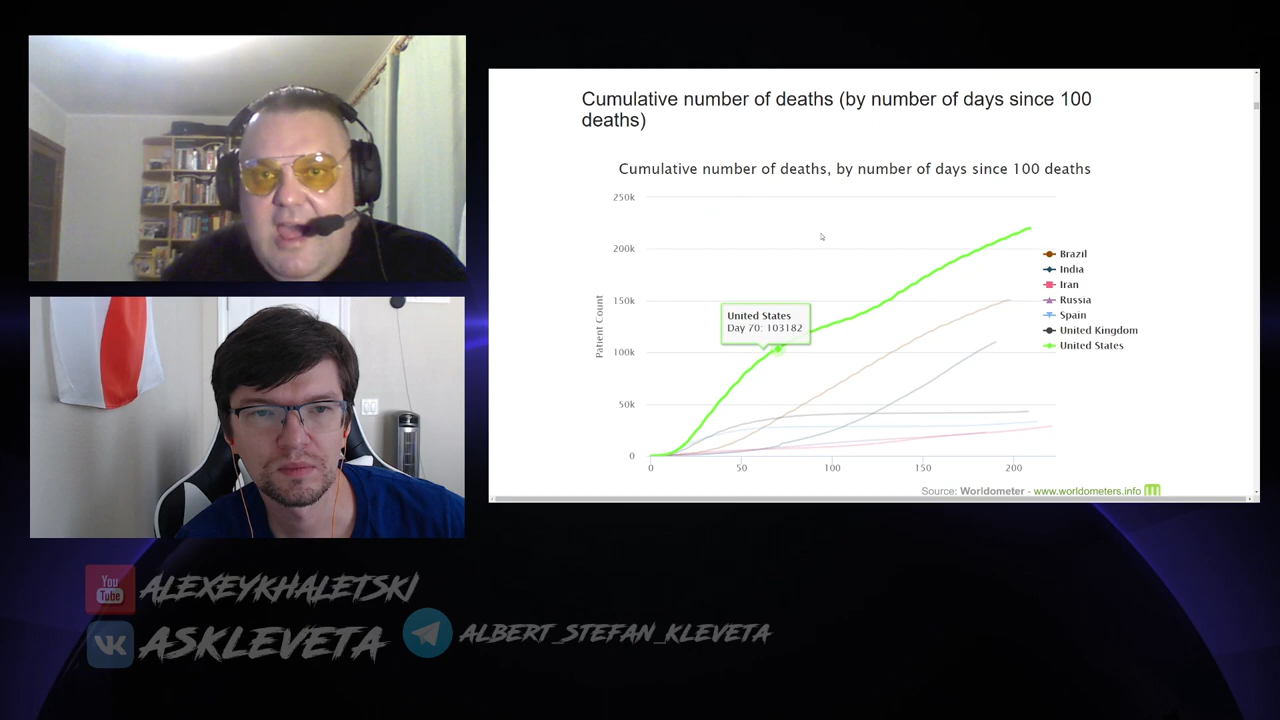 Cumulative number of deaths (by number of days since 100
deaths)
Cumulative number of deaths, by number of days since 100 deaths
250k
200k
150k
100k
50k
0
Patient Count
United States
Day 70: 103182
0
50
100
150
200
Brazil
India
Iran
Russia
Spain
United Kingdom
United States
Source: Worldometer - www.worldometers.info
You
Tube
ALEXEYKHALETSKI
ASKLEVETA
ALBERT_STEFAN_KLEVETA